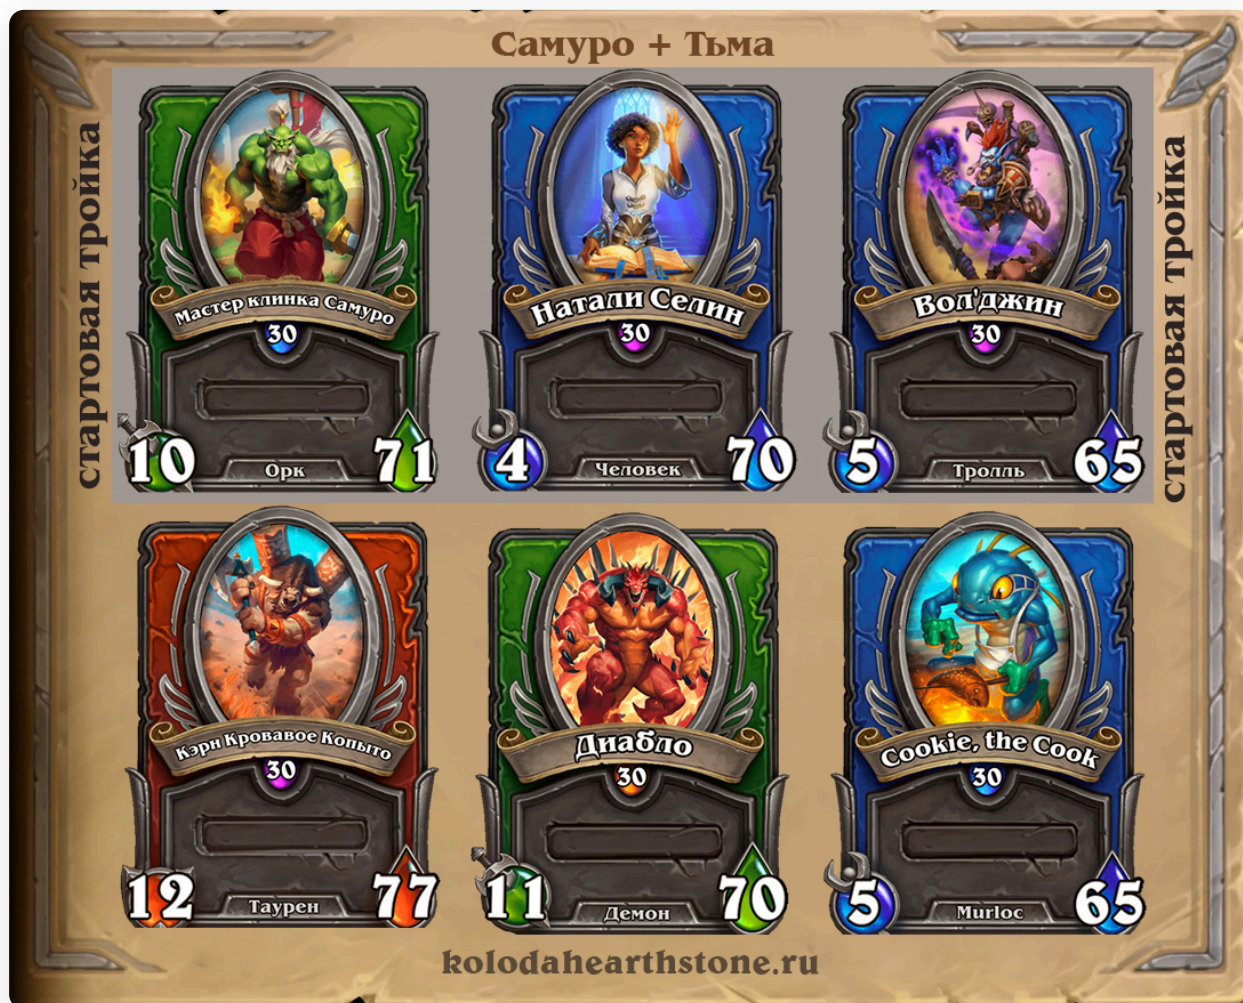 Самуро + Тьма
стартовая тройка
стартовая тройка
Мастер клинка Самуро
30
10
Орк
71
Натали Селин
30
4
Человек
70
Вол'джин
30
5
Тролль
65
Кэрн Кровавое Копыто
30
12
Таурен
77
Диабло
30
11
Демон
70
Cookie, the Cook
30
5
Murloc
65
kolodahearthstone.ru